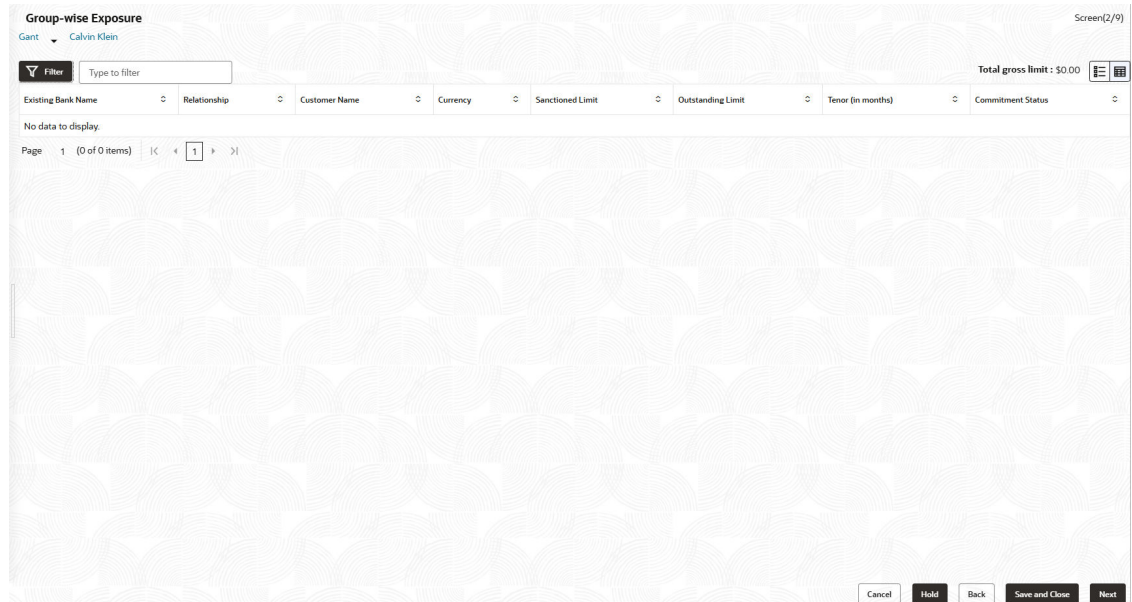 Group-wise Exposure
Screen(2/9)
Gant Calvin Klein
Filter Type to filter
Total gross limit : $0.00
Existing Bank Name Relationship Customer Name Currency Sanctioned Limit Outstanding Limit Tenor (in months) Commitment Status
No data to display.
Page 1 (0 of 0 items) 1
Cancel Hold Back Save and Close Next